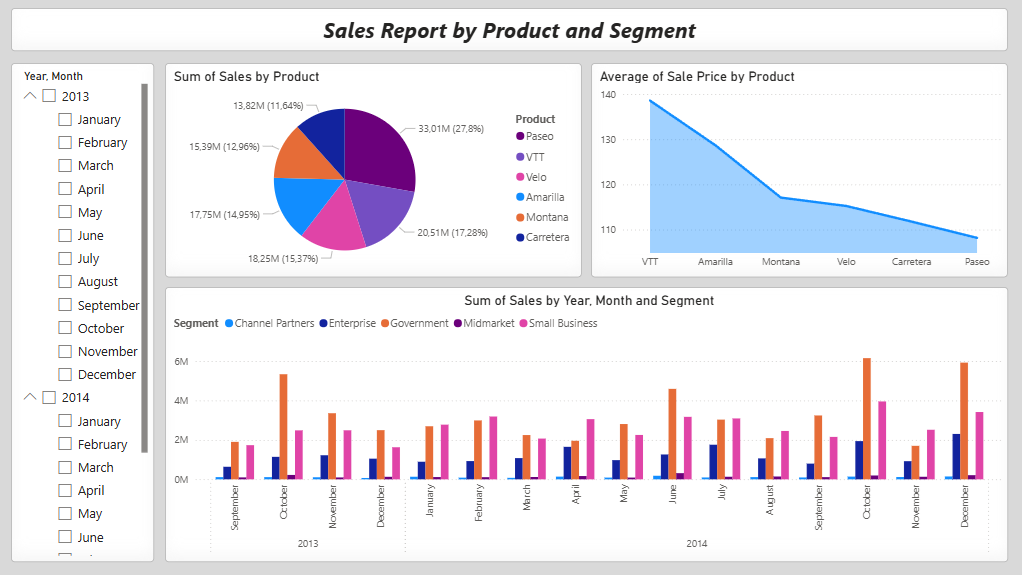 Sales Report by Product and Segment
Year, Month
2013
January
February
March
April
May
June
July
August
September
October
November
December
2014
January
February
March
April
May
June
Sum of Sales by Product
13,82M (11,64%)
33,01M (27,8%)
15,39M (12,96%)
17,75M (14,95%)
20,51M (17,28%)
18,25M (15,37%)
Product
Paseo
VTT
Velo
Amarilla
Montana
Carretera
Average of Sale Price by Product
140
130
120
110
VTT Amarilla Montana Velo Carretera Paseo
Sum of Sales by Year, Month and Segment
Segment Channel Partners Enterprise Government Midmarket Small Business
6M
4M
2M
0M
September October November December January February March April May June July August September October November December
2013 2014